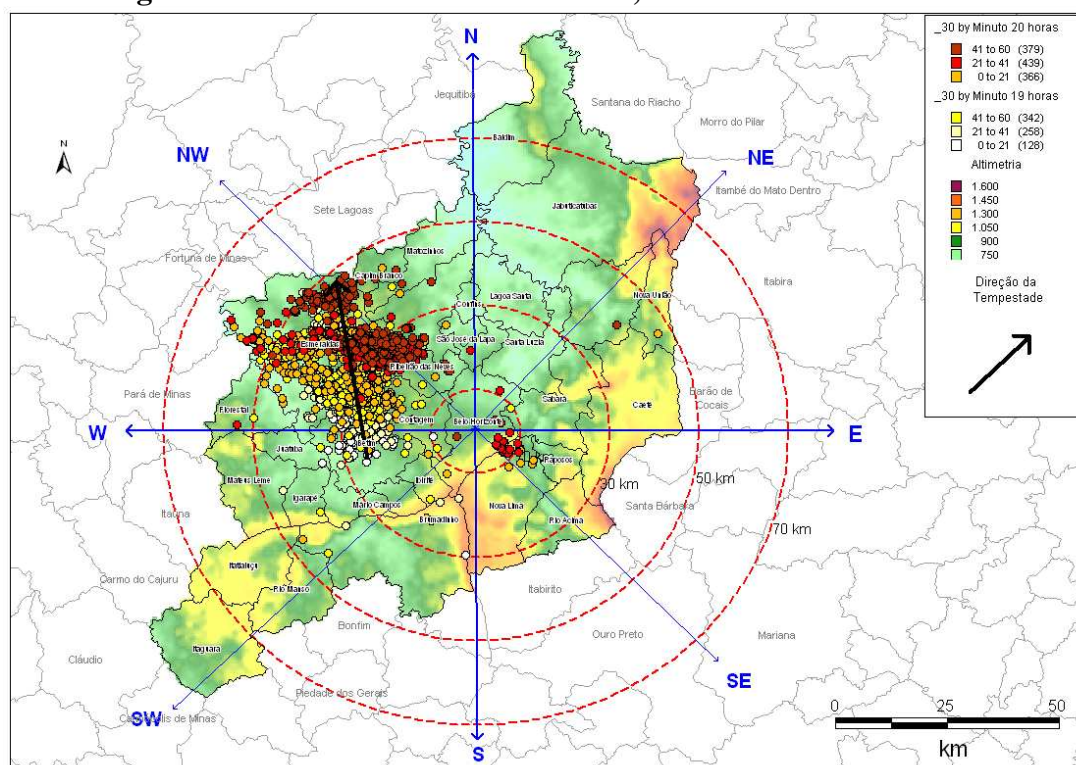 N
Jequitibá
Santana do Riacho
Morro do Pilar
Baldim
NW
NE
N
Itambé do Mato Dentro
Sete Lagoas
Jabuticatubas
Fortuna de Minas
Matozinhos
Capim Branco
Itabira
Lagoa Santa
Nova União
Confins
Esmeraldas
São José da Lapa
Santa Luzia
Ribeirão das Neves
Pará de Minas
Barão de
Cocais
Sabará
Caeté
Florestal
Contagem
Belo Horizonte
W
E
Betim
Juatuba
Raposos
Mateus Leme
Ibirité
30 km
50 km
Igarapé
Mário Campos
Nova Lima
Santa Bárbara
Itaúna
Brumadinho
Rio Acima
70 km
Itatiaiuçu
Carmo do Cajuru
Rio Manso
Itabirito
Bonfim
Ouro Preto
Mariana
Itaguara
Cláudio
SE
Piedade dos Gerais
SW
S
_30 by Minuto 20 horas
41 to 60 (379)
21 to 41 (439)
0 to 21 (366)
_30 by Minuto 19 horas
41 to 60 (342)
21 to 41 (258)
0 to 21 (128)
Altimetria
1.600
1.450
1.300
1.050
900
750
Direção da
Tempestade
0 25 50
km